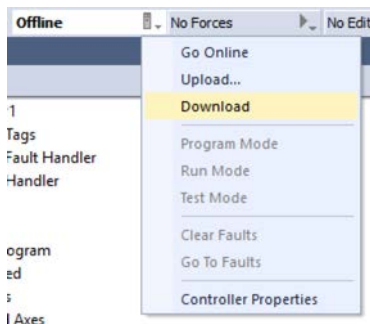 Offline No Forces No Edit
Go Online
Upload...
Download
Program Mode
Run Mode
Test Mode
Clear Faults
Go To Faults
Controller Properties
Tags
Fault Handler
Handler
ogram
ed
s
l Axes